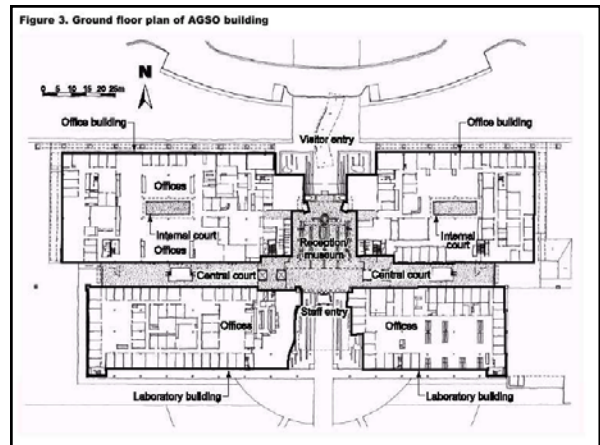 Figure 3. Ground floor plan of AGSO building
N
0 5 10 15 20 25m
Office building
Office building
Visitor entry
Offices
Internal court
Offices
Reception/
museum
Internal
court
Central court
Central court
Staff entry
Offices
Offices
Laboratory building
Laboratory building